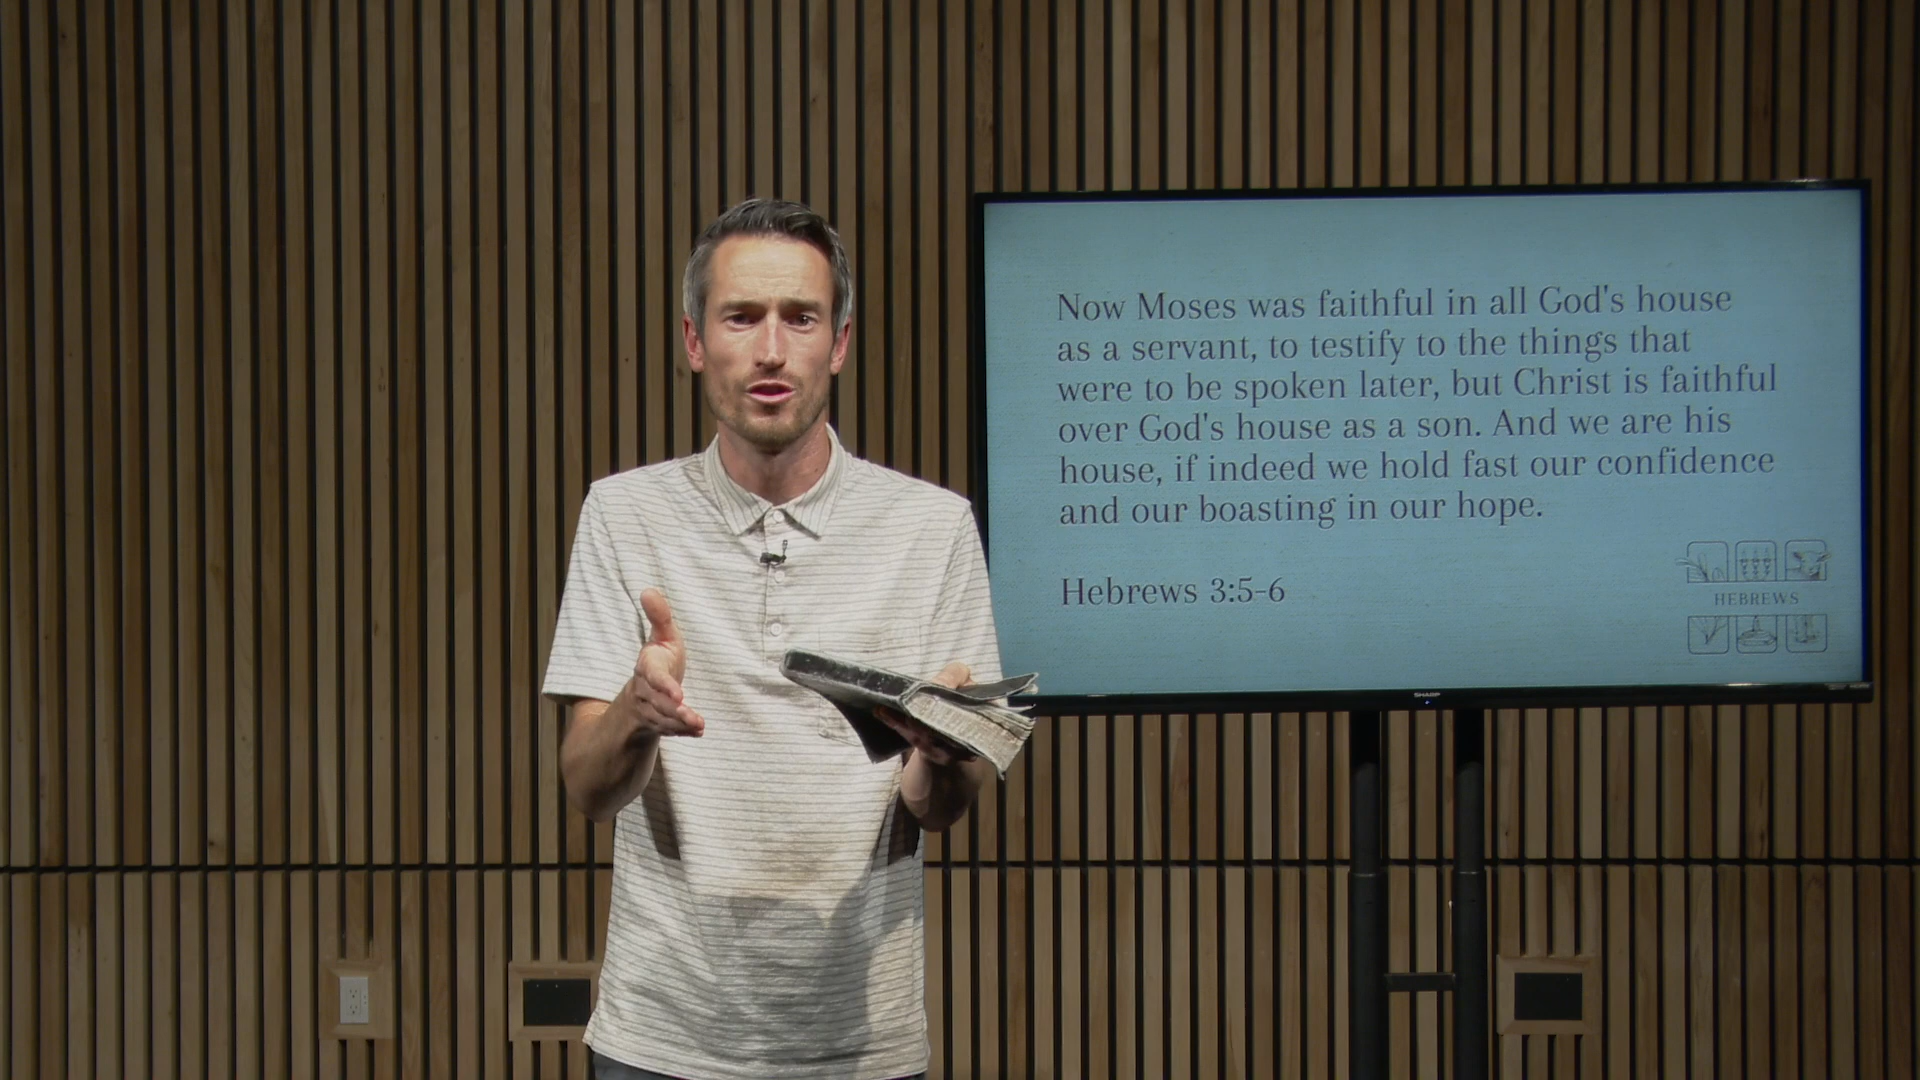 Now Moses was faithful in all God's house
as a servant, to testify to the things that
were to be spoken later, but Christ is faithful
over God's house as a son. And we are his
house, if indeed we hold fast our confidence
and our boasting in our hope.
Hebrews 3:5-6
HEBREWS
SHARP